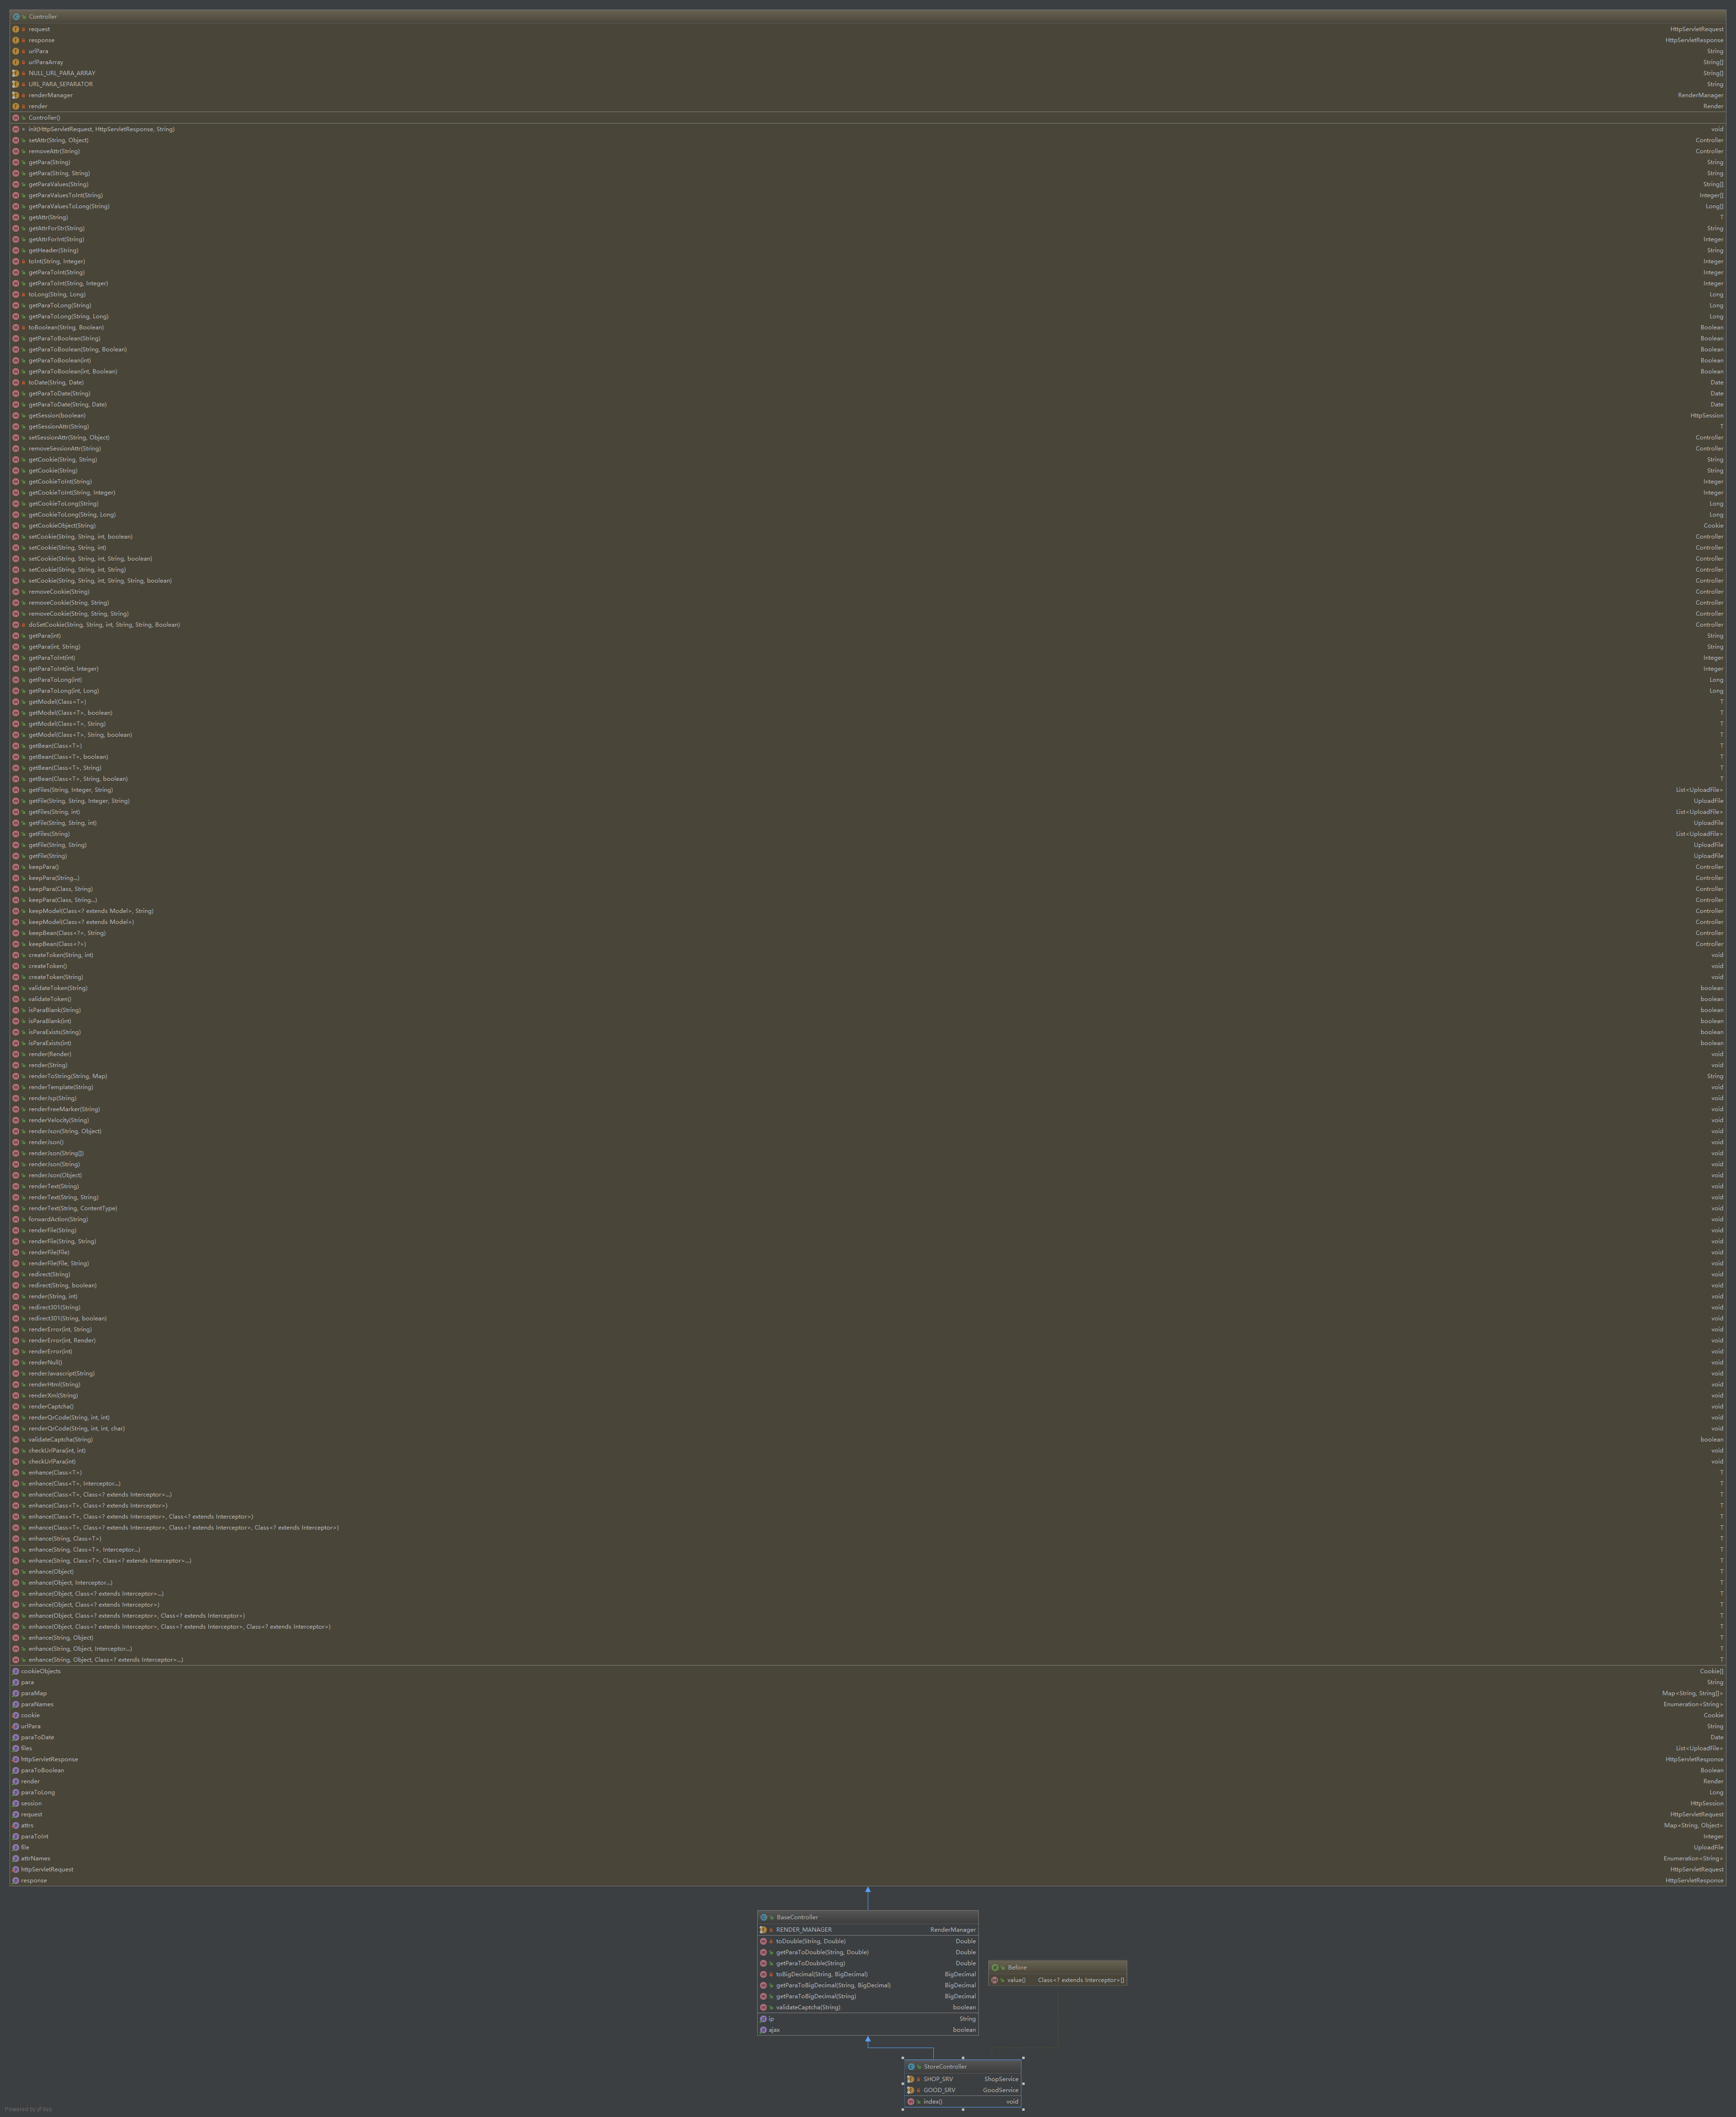 Controller
request HttpServletRequest
response HttpServletResponse
urlPara String
urlParaArray String[]
NULL_URL_PARA_ARRAY String[]
URL_PARA_SEPARATOR String
renderManager RenderManager
render Render
Controller()
init(HttpServletRequest, HttpServletResponse, String) void
setAttr(String, Object) Controller
removeAttr(String) Controller
getPara(String) String
getPara(String, String) String
getParaValues(String) String[]
getParaValuesToInt(String) Integer[]
getParaValuesToLong(String) Long[]
getAttr(String) T
getAttrForStr(String) String
getAttrForInt(String) Integer
getHeader(String) String
toInt(String, Integer) Integer
getParaToInt(String) Integer
getParaToInt(String, Integer) Integer
toLong(String, Long) Long
getParaToLong(String) Long
getParaToLong(String, Long) Long
toBoolean(String, Boolean) Boolean
getParaToBoolean(String) Boolean
getParaToBoolean(String, Boolean) Boolean
getParaToBoolean(int) Boolean
getParaToBoolean(int, Boolean) Boolean
toDate(String, Date) Date
getParaToDate(String) Date
getParaToDate(String, Date) Date
getSession(boolean) HttpSession
getSessionAttr(String) T
setSessionAttr(String, Object) Controller
removeSessionAttr(String) Controller
getCookie(String, String) String
getCookie(String) String
getCookieToInt(String) Integer
getCookieToInt(String, Integer) Integer
getCookieToLong(String) Long
getCookieToLong(String, Long) Long
getCookieObject(String) Cookie
setCookie(String, String, int, boolean) Controller
setCookie(String, String, int) Controller
setCookie(String, String, int, String, boolean) Controller
setCookie(String, String, int, String) Controller
setCookie(String, String, int, String, String, boolean) Controller
removeCookie(String) Controller
removeCookie(String, String) Controller
removeCookie(String, String, String) Controller
doSetCookie(String, String, int, String, String, Boolean) Controller
getPara(int) String
getPara(int, String) String
getParaToInt(int) Integer
getParaToInt(int, Integer) Integer
getParaToLong(int) Long
getParaToLong(int, Long) Long
getModel(Class<T>) T
getModel(Class<T>, boolean) T
getModel(Class<T>, String) T
getModel(Class<T>, String, boolean) T
getBean(Class<T>) T
getBean(Class<T>, boolean) T
getBean(Class<T>, String) T
getBean(Class<T>, String, boolean) T
getFiles(String, Integer, String) List<UploadFile>
getFile(String, String, Integer, String) UploadFile
getFiles(String, int) List<UploadFile>
getFile(String, String, int) UploadFile
getFiles(String) List<UploadFile>
getFile(String, String) UploadFile
getFile(String) UploadFile
keepPara() Controller
keepPara(String...) Controller
keepPara(Class, String) Controller
keepPara(Class, String...) Controller
keepModel(Class<? extends Model>, String) Controller
keepModel(Class<? extends Model>) Controller
keepBean(Class<?>, String) Controller
keepBean(Class<?>) Controller
createToken(String, int) void
createToken() void
createToken(String) void
validateToken(String) boolean
validateToken() boolean
isParaBlank(String) boolean
isParaBlank(int) boolean
isParaExists(String) boolean
isParaExists(int) boolean
render(Render) void
render(String) void
renderToString(String, Map) String
renderTemplate(String) void
renderJsp(String) void
renderFreeMarker(String) void
renderVelocity(String) void
renderJson(String, Object) void
renderJson() void
renderJson(String[]) void
renderJson(String) void
renderJson(Object) void
renderText(String) void
renderText(String, String) void
renderText(String, ContentType) void
forwardAction(String) void
renderFile(String) void
renderFile(String, String) void
renderFile(File) void
renderFile(File, String) void
redirect(String) void
redirect(String, boolean) void
render(String, int) void
redirect301(String) void
redirect301(String, boolean) void
renderError(int, String) void
renderError(int, Render) void
renderError(int) void
renderNull() void
renderJavascript(String) void
renderHtml(String) void
renderXml(String) void
renderCaptcha() void
renderQrCode(String, int, int) void
renderQrCode(String, int, int, char) void
validateCaptcha(String) boolean
checkUrlPara(int, int) void
checkUrlPara(int) void
enhance(Class<T>) T
enhance(Class<T>, Interceptor...) T
enhance(Class<T>, Class<? extends Interceptor>...) T
enhance(Class<T>, Class<? extends Interceptor>) T
enhance(Class<T>, Class<? extends Interceptor>, Class<? extends Interceptor>) T
enhance(Class<T>, Class<? extends Interceptor>, Class<? extends Interceptor>, Class<? extends Interceptor>) T
enhance(String, Class<T>) T
enhance(String, Class<T>, Interceptor...) T
enhance(String, Class<T>, Class<? extends Interceptor>...) T
enhance(Object) T
enhance(Object, Interceptor...) T
enhance(Object, Class<? extends Interceptor>...) T
enhance(Object, Class<? extends Interceptor>) T
enhance(Object, Class<? extends Interceptor>, Class<? extends Interceptor>) T
enhance(Object, Class<? extends Interceptor>, Class<? extends Interceptor>, Class<? extends Interceptor>) T
enhance(String, Object) T
enhance(String, Object, Interceptor...) T
enhance(String, Object, Class<? extends Interceptor>...) T
cookieObjects Cookie[]
para String
paraMap Map<String, String[]>
paraNames Enumeration<String>
cookie Cookie
urlPara String
paraToDate Date
files List<UploadFile>
httpServletResponse HttpServletResponse
paraToBoolean Boolean
render Render
paraToLong Long
session HttpSession
request HttpServletRequest
attrs Map<String, Object>
paraToInt Integer
file UploadFile
attrNames Enumeration<String>
httpServletRequest HttpServletRequest
response HttpServletResponse
BaseController
RENDER_MANAGER RenderManager
toDouble(String, Double) Double
getParaToDouble(String, Double) Double
getParaToDouble(String) Double
toBigDecimal(String, BigDecimal) BigDecimal
getParaToBigDecimal(String, BigDecimal) BigDecimal
getParaToBigDecimal(String) BigDecimal
validateCaptcha(String) boolean
ip String
ajax boolean
Before
value() Class<? extends Interceptor>[]
StoreController
SHOP_SRV ShopService
GOOD_SRV GoodService
index() void
Powered by yFiles